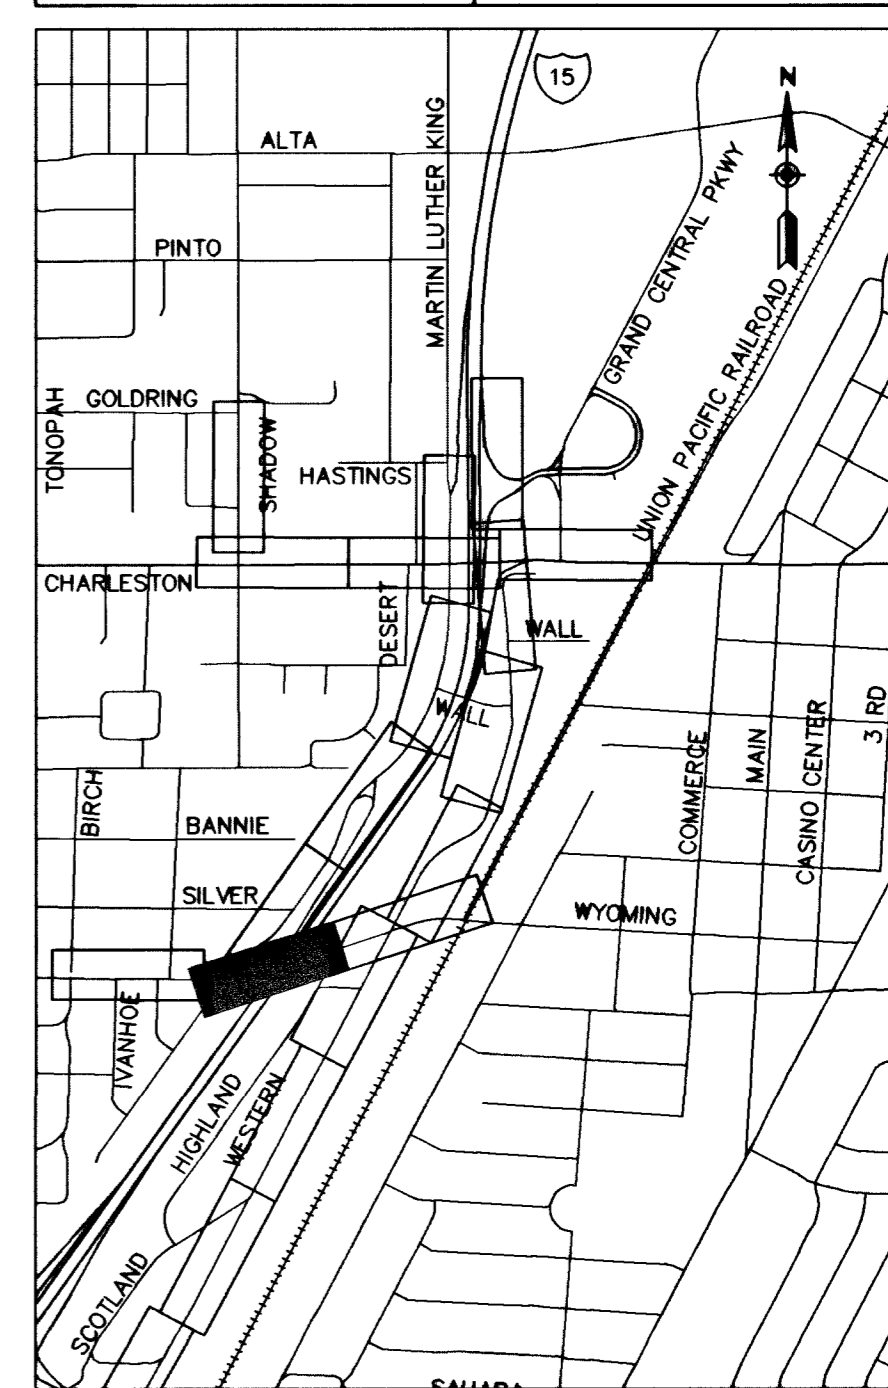 15
N
ALTA
MARTIN LUTHER KING
GRAND CENTRAL PKWY
PINTO
UNION PACIFIC RAILROAD
GOLDRING
TONOPAH
SHADOW
HASTINGS
CHARLESTON
DESERT
WALL
WALL
3 RD
CASINO CENTER
MAIN
COMMERCE
BIRCH
BANNIE
SILVER
WYOMING
IVANHOE
HIGHLAND
WESTERN
SCOTLAND
SAHARA